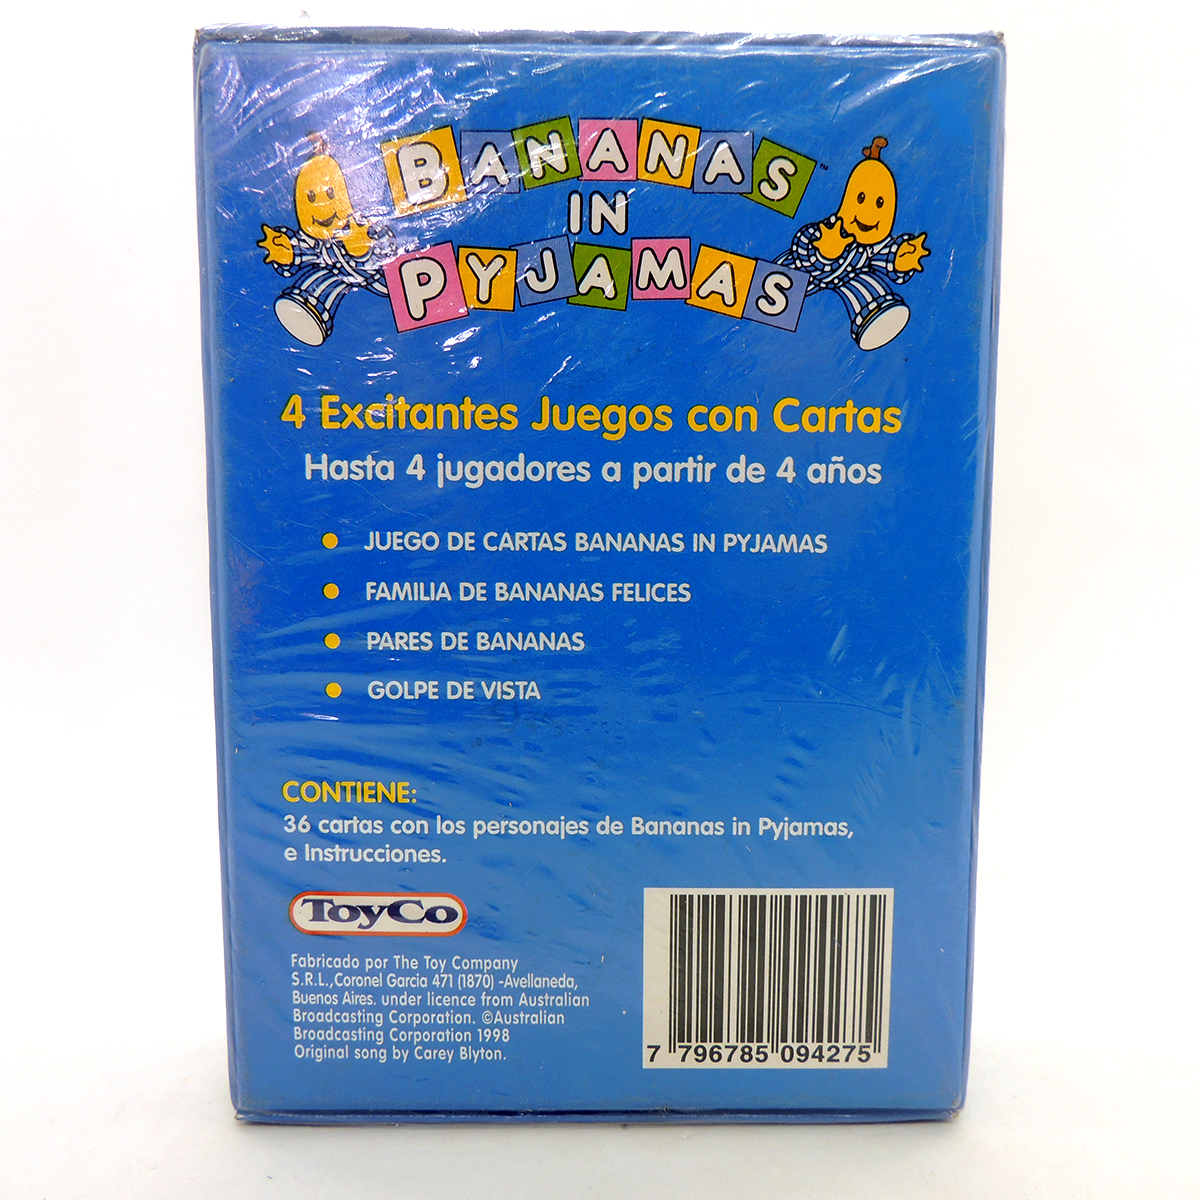 BANANAS™
IN
PYJAMAS
4 Excitantes Juegos con Cartas
Hasta 4 jugadores a partir de 4 años
JUEGO DE CARTAS BANANAS IN PYJAMAS
FAMILIA DE BANANAS FELICES
PARES DE BANANAS
GOLPE DE VISTA
CONTIENE:
36 cartas con los personajes de Bananas in Pyjamas,
e Instrucciones.
ToyCo
Fabricado por The Toy Company
S.R.L.,Coronel Garcia 471 (1870) -Avellaneda,
Buenos Aires. under licence from Australian
Broadcasting Corporation. ©Australian
Broadcasting Corporation 1998
Original song by Carey Blyton.
7 796785 094275